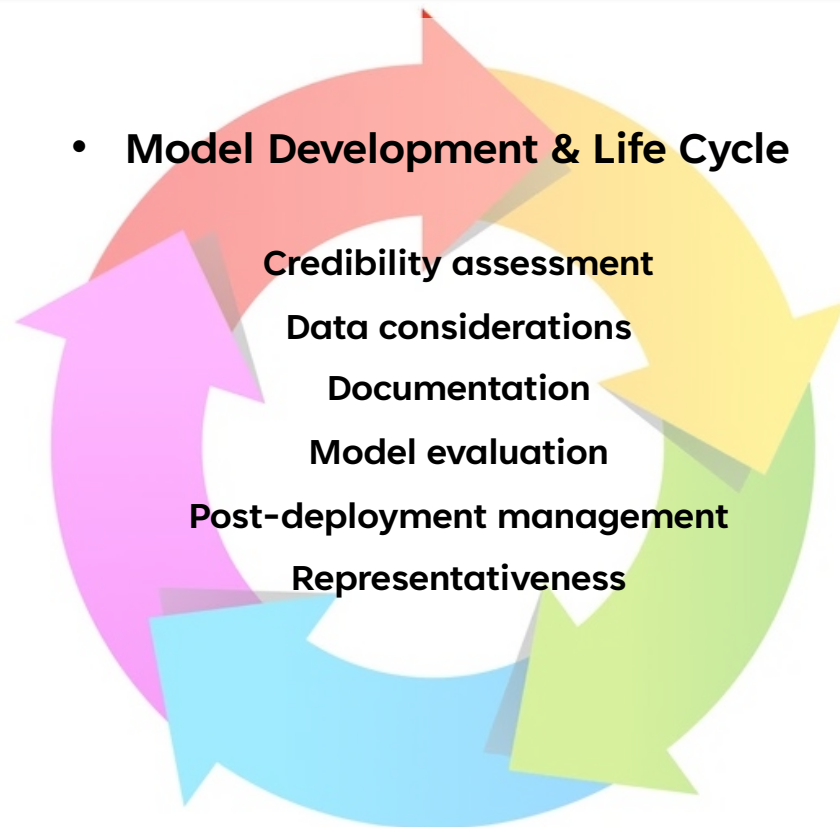 • Model Development & Life Cycle
Credibility assessment
Data considerations
Documentation
Model evaluation
Post-deployment management
Representativeness